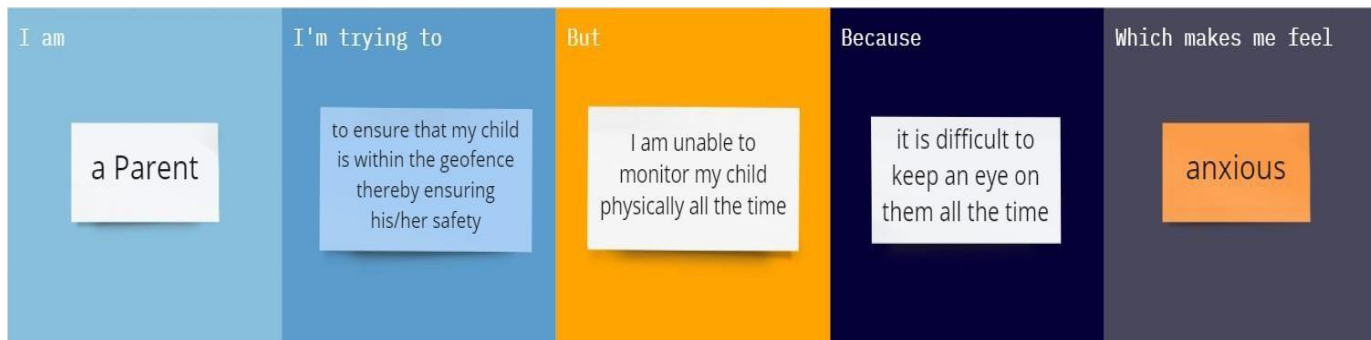 I am
a Parent
I'm trying to
to ensure that my child
is within the geofence
thereby ensuring
his/her safety
But
I am unable to
monitor my child
physically all the time
Because
it is difficult to
keep an eye on
them all the time
Which makes me feel
anxious